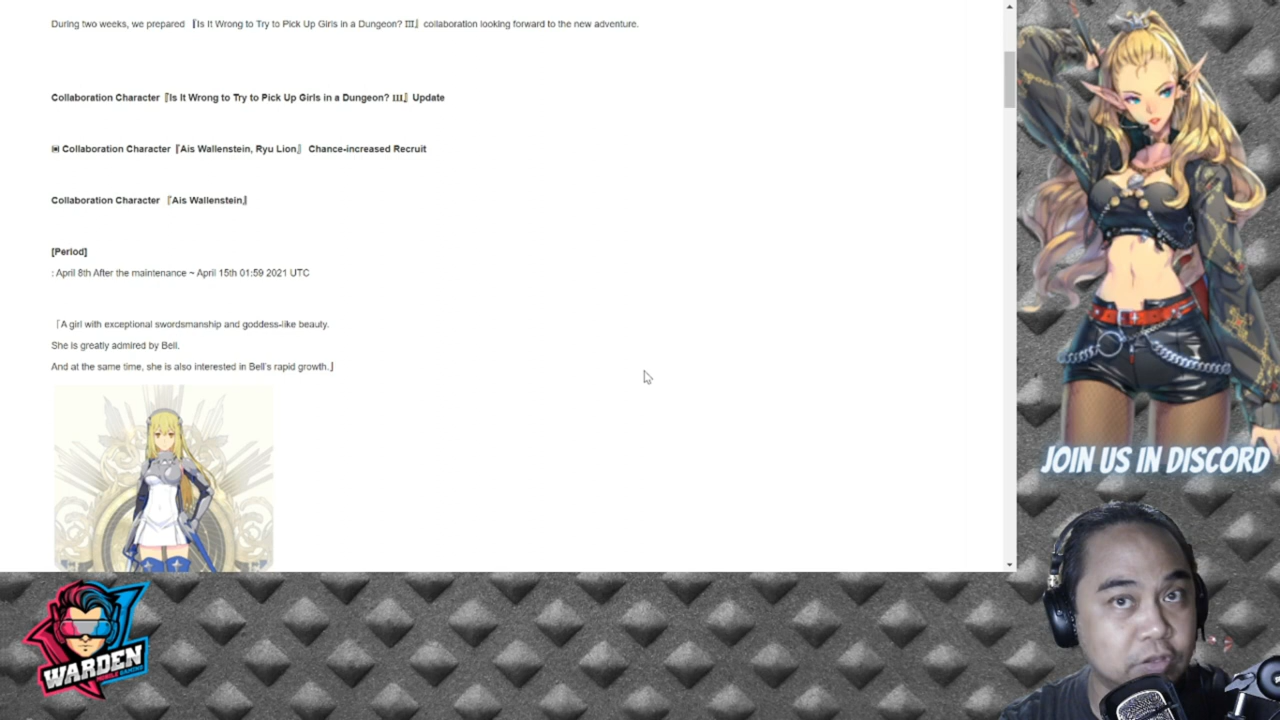 During two weeks, we prepared 『Is It Wrong to Try to Pick Up Girls in a Dungeon? III』 collaboration looking forward to the new adventure.
Collaboration Character 『Is It Wrong to Try to Pick Up Girls in a Dungeon? III』 Update
Collaboration Character 『Ais Wallenstein, Ryu Lion』 Chance-increased Recruit
Collaboration Character 『Ais Wallenstein』
[Period]
: April 8th After the maintenance ~ April 15th 01:59 2021 UTC
「A girl with exceptional swordsmanship and goddess-like beauty.
She is greatly admired by Bell.
And at the same time, she is also interested in Bell's rapid growth.』
JOIN US IN DISCORD
WARDEN
MOBILE GAMING